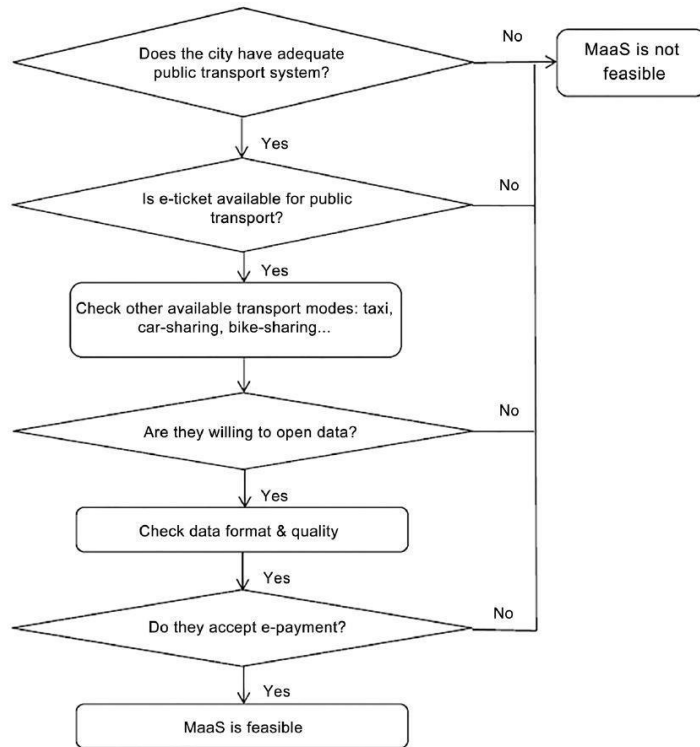 Does the city have adequate
public transport system?
No
MaaS is not
feasible
Yes
Is e-ticket available for public
transport?
No
Yes
Check other available transport modes: taxi,
car-sharing, bike-sharing...
Are they willing to open data?
No
Yes
Check data format & quality
Yes
Do they accept e-payment?
No
Yes
MaaS is feasible